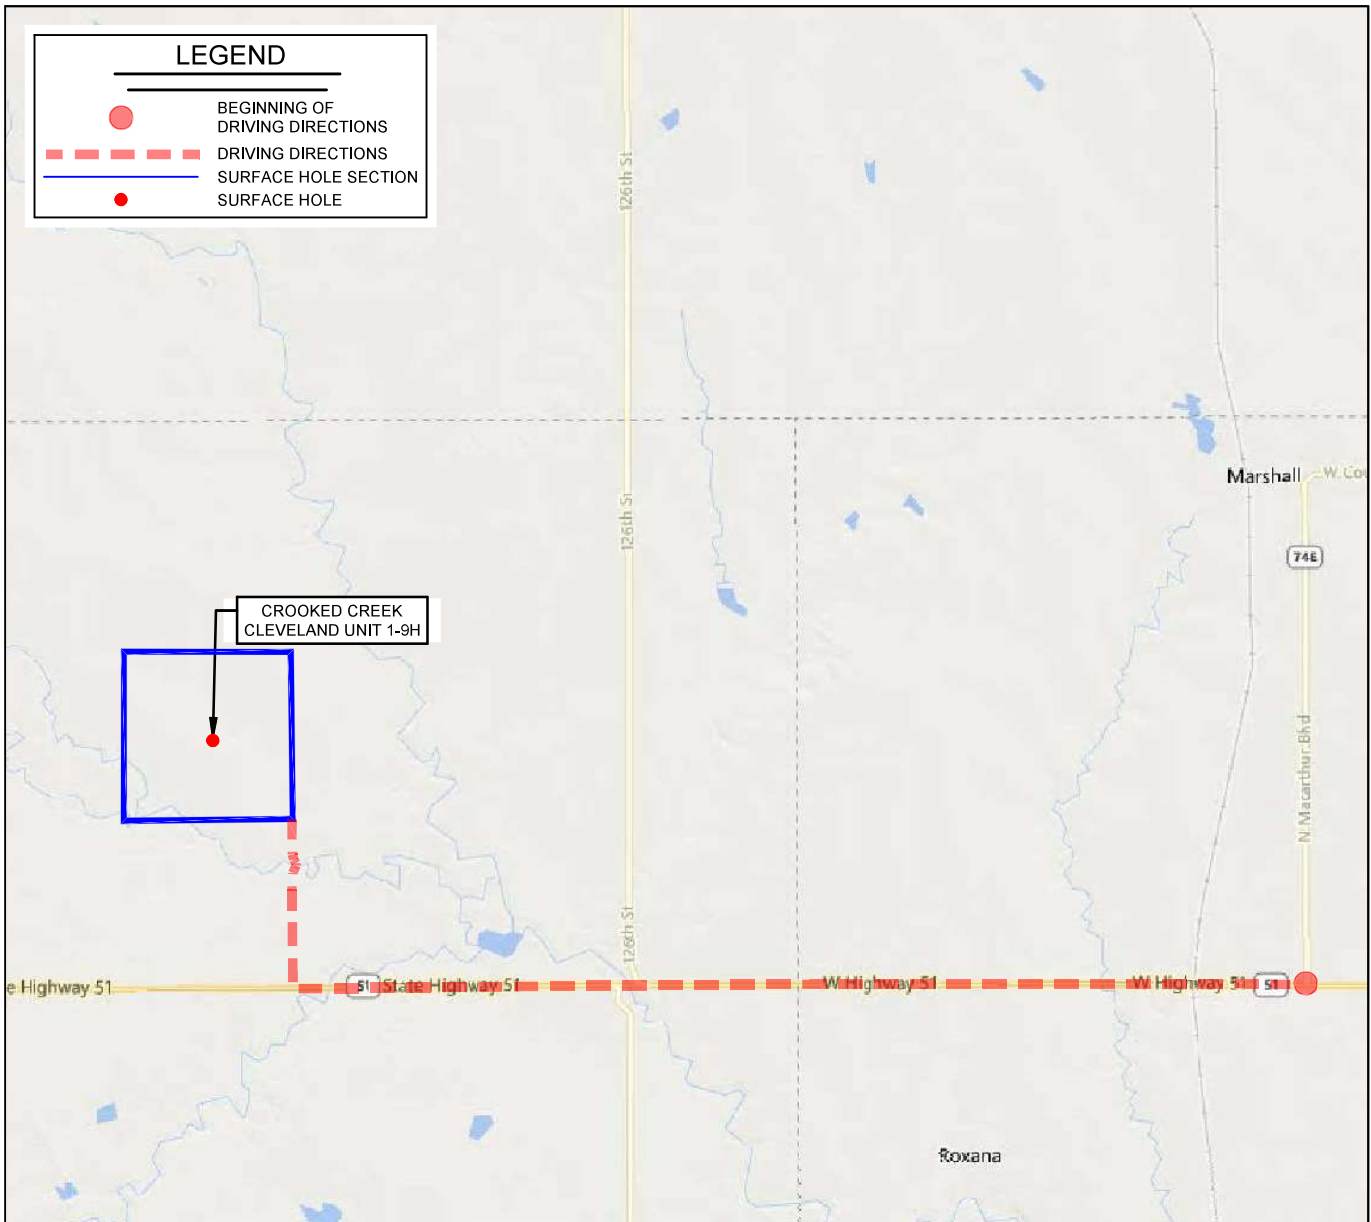 LEGEND
BEGINNING OF
DRIVING DIRECTIONS
DRIVING DIRECTIONS
SURFACE HOLE SECTION
SURFACE HOLE
126th St
Marshall
W Cou
126th St
74E
CROOKED CREEK
CLEVELAND UNIT 1-9H
N Macarthur Blvd
126th St
e Highway 51
51
State Highway 51
W Highway 51
W Highway 51
51
Roxana